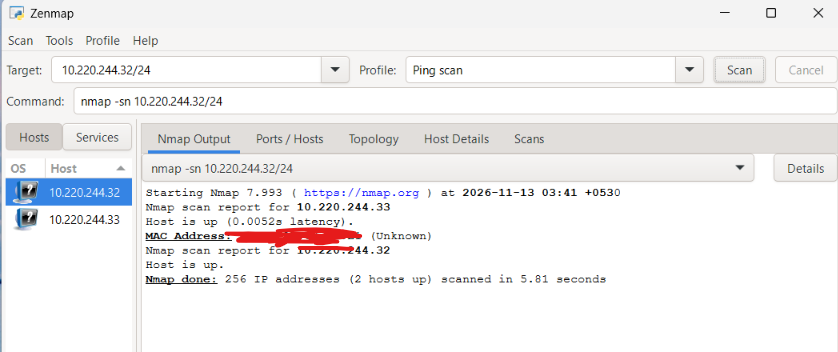 Zenmap
Scan Tools Profile Help
Target: 10.220.244.32/24 Profile: Ping scan Scan Cancel
Command: nmap -sn 10.220.244.32/24
Hosts Services Nmap Output Ports / Hosts Topology Host Details Scans
OS Host nmap -sn 10.220.244.32/24 Details
10.220.244.32
10.220.244.33
Starting Nmap 7.993 ( https://nmap.org ) at 2026-11-13 03:41 +0530
Nmap scan report for 10.220.244.33
Host is up (0.0052s latency).
MAC Address: (Unknown)
Nmap scan report for 10.220.244.32
Host is up.
Nmap done: 256 IP addresses (2 hosts up) scanned in 5.81 seconds